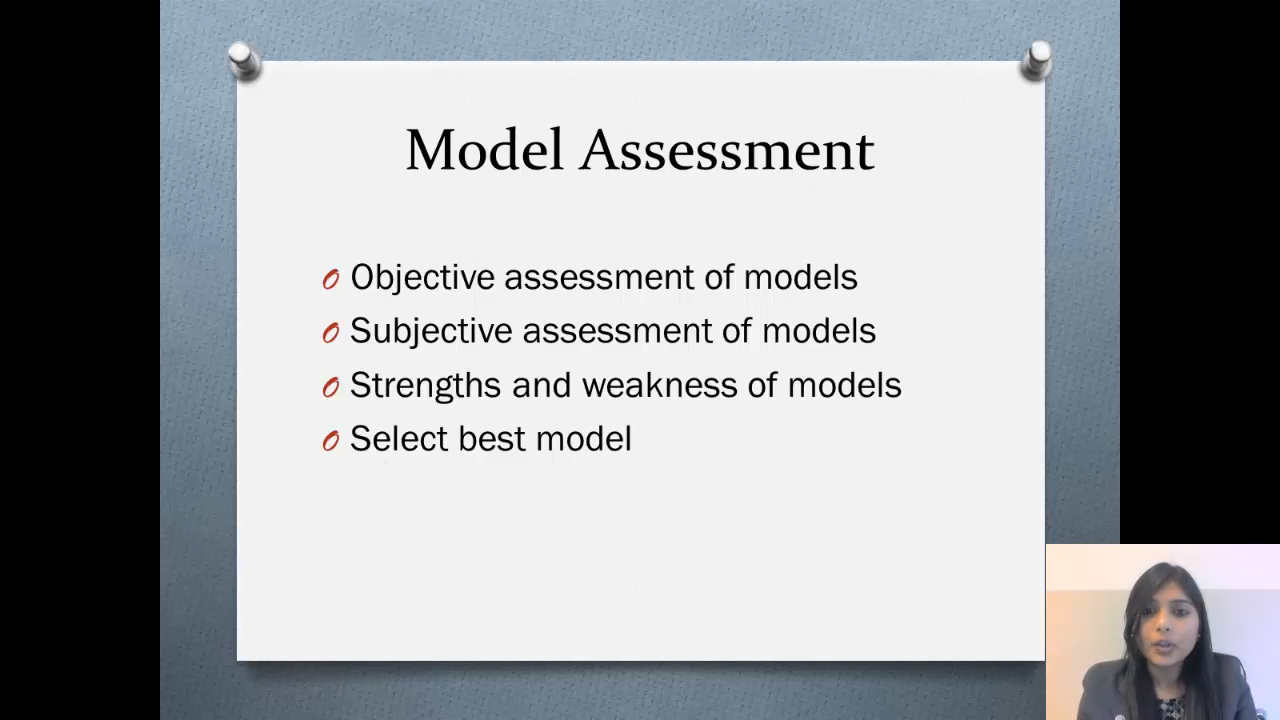 Model Assessment
Objective assessment of models
Subjective assessment of models
Strengths and weakness of models
Select best model